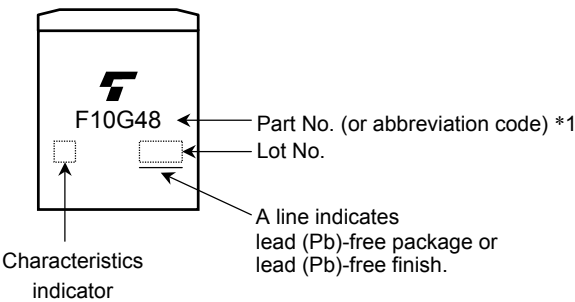 F10G48
Part No. (or abbreviation code) *1
Lot No.
A line indicates
lead (Pb)-free package or
lead (Pb)-free finish.
Characteristics
indicator